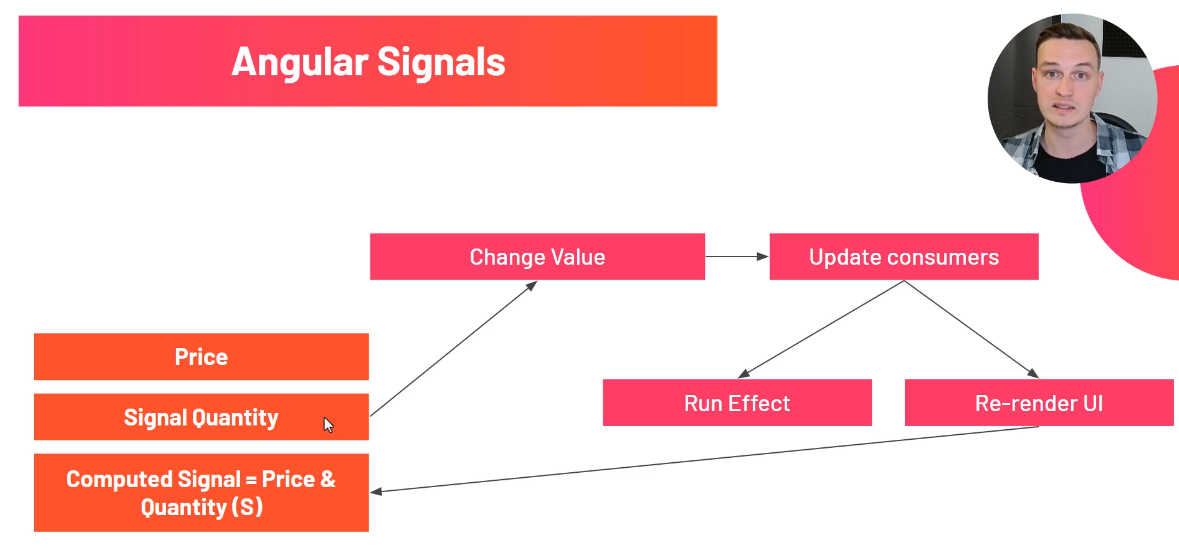 Angular Signals
Change Value
Update consumers
Price
Signal Quantity
Run Effect
Re-render UI
Computed Signal = Price &
Quantity (S)